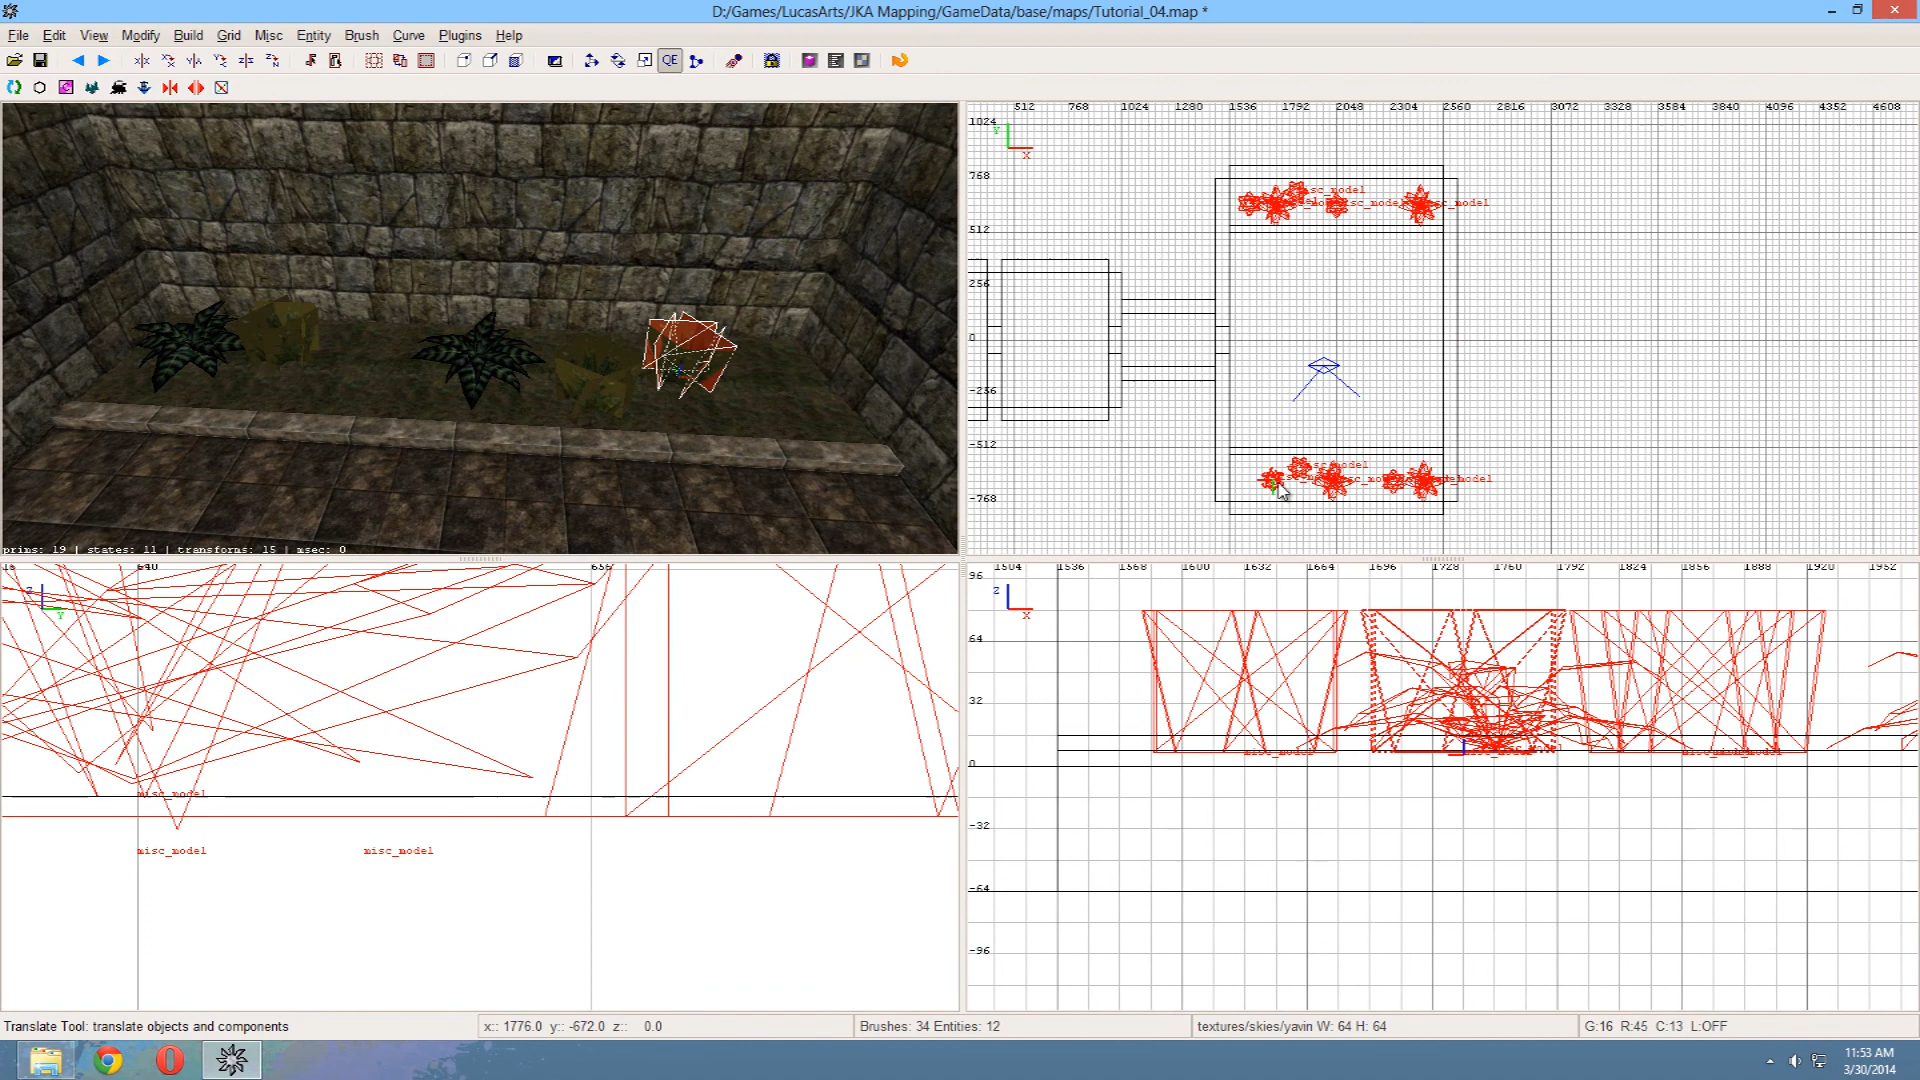 D:/Games/LucasArts/JKA Mapping/GameData/base/maps/Tutorial_04.map *
File Edit View Modify Build Grid Misc Entity Brush Curve Plugins Help
QE
512 768 1024 1280 1536 1792 2048 2304 2560 2816 3072 3328 3584 3840 4096 4352 4608
1024
Y
X
768
512
256
0
-256
-512
-768
misc_model
prims: 19 | states: 11 | transforms: 15 | msec: 0
640 656
Z
Y
misc_model
misc_model misc_model
1504 1536 1568 1600 1632 1664 1696 1728 1760 1792 1824 1856 1888 1920 1952
96
Z
X
64
32
0
misc_model
-32
-64
-96
Translate Tool: translate objects and components
x:: 1776.0 y:: -672.0 z:: 0.0
Brushes: 34 Entities: 12
textures/skies/yavin W: 64 H: 64
G:16 R:45 C:13 L:OFF
11:53 AM
3/30/2014